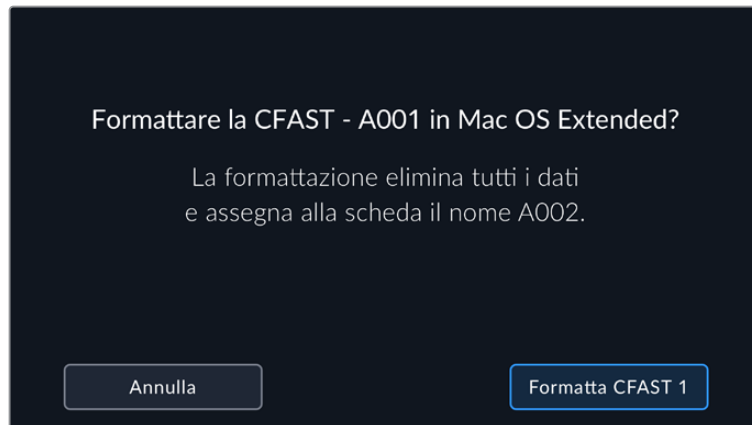 Formattare la CFAST - A001 in Mac OS Extended?
La formattazione elimina tutti i dati
e assegna alla scheda il nome A002.
Annulla
Formatta CFAST 1